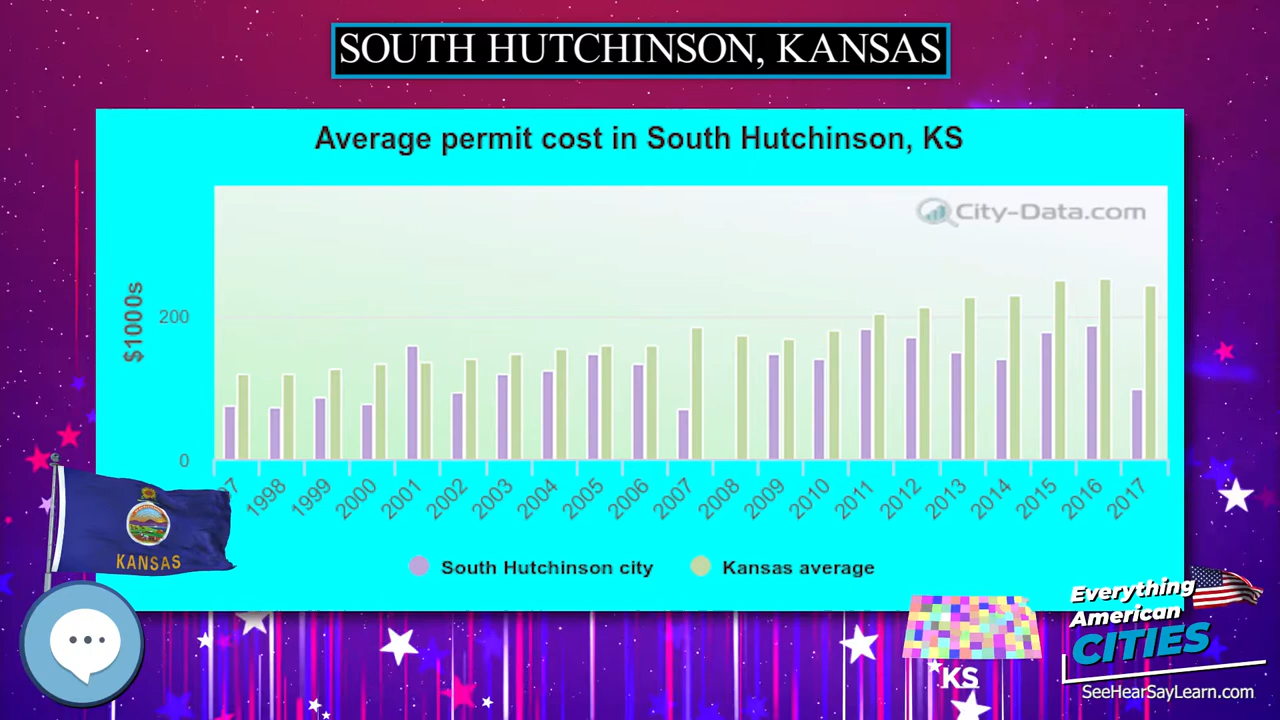 SOUTH HUTCHINSON, KANSAS
Average permit cost in South Hutchinson, KS
City-Data.com
$1000s
200
0
97 1998 1999 2000 2001 2002 2003 2004 2005 2006 2007 2008 2009 2010 2011 2012 2013 2014 2015 2016 2017
South Hutchinson city Kansas average
KANSAS
KS
Everything
American
CITIES
SeeHearSayLearn.com